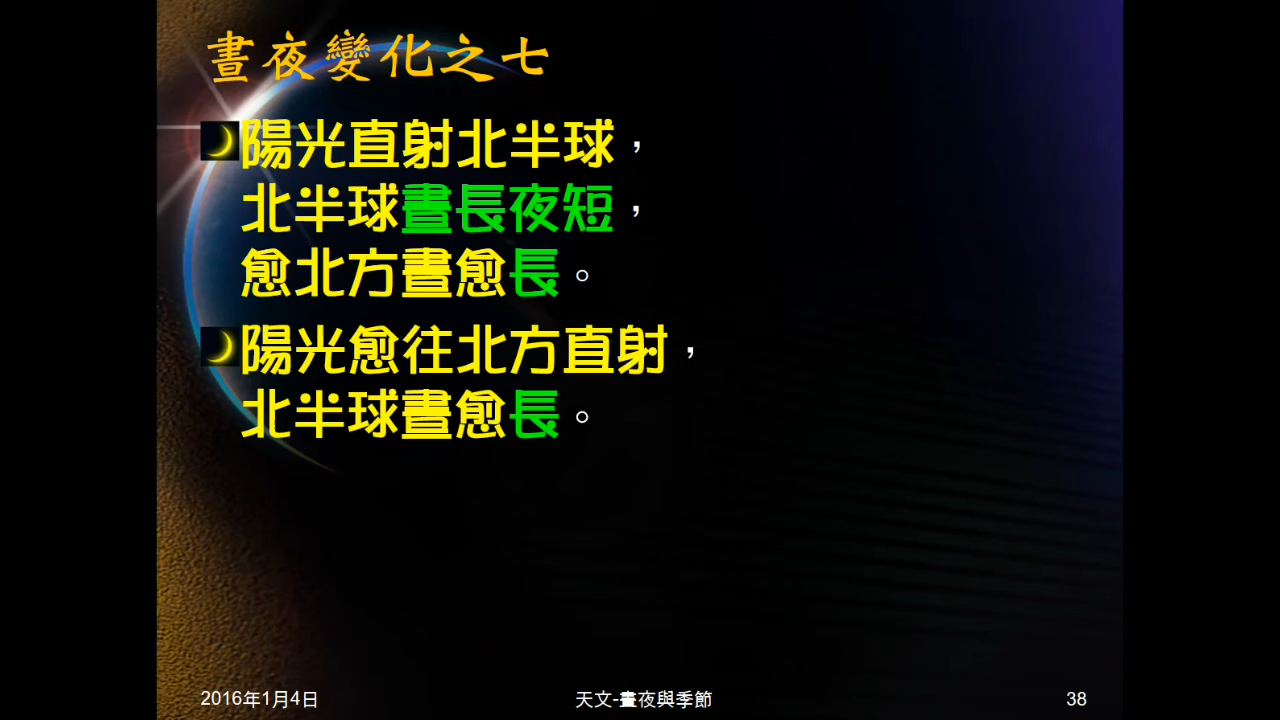 晝夜變化之七
陽光直射北半球，
北半球晝長夜短，
愈北方晝愈長。
陽光愈往北方直射，
北半球晝愈長。
2016年1月4日
天文-晝夜與季節
38